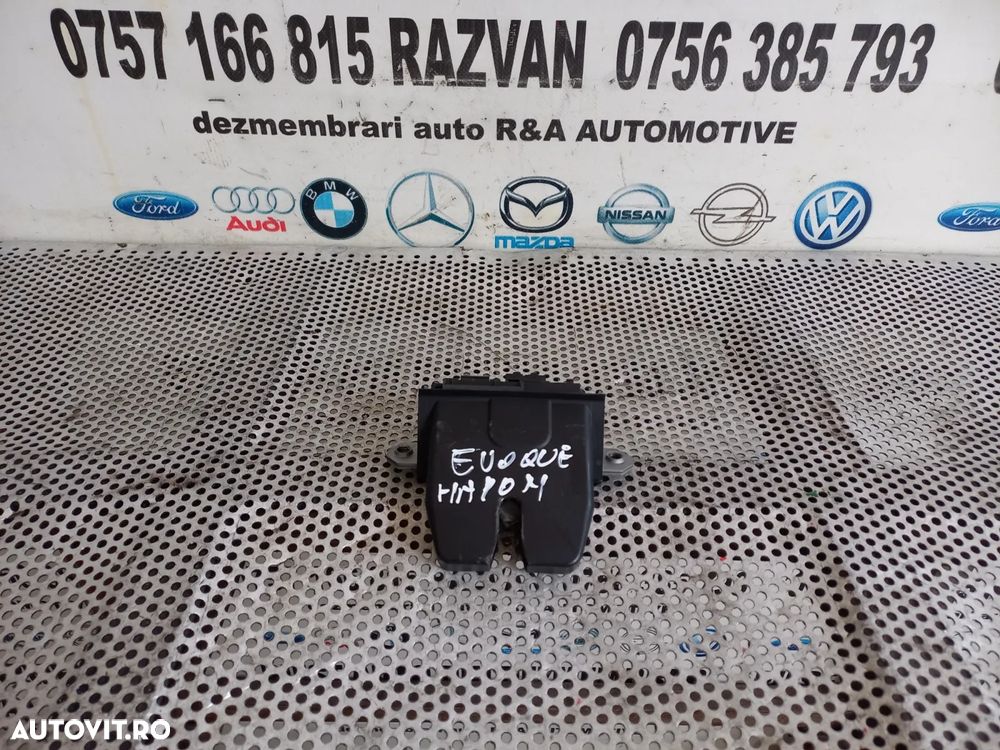 0757 166 815 RAZVAN 0756 385 793
dezmembrari auto R&A AUTOMOTIVE
Ford Audi BMW mazda NISSAN Ford
EVOQUE
AUTOVIT.RO